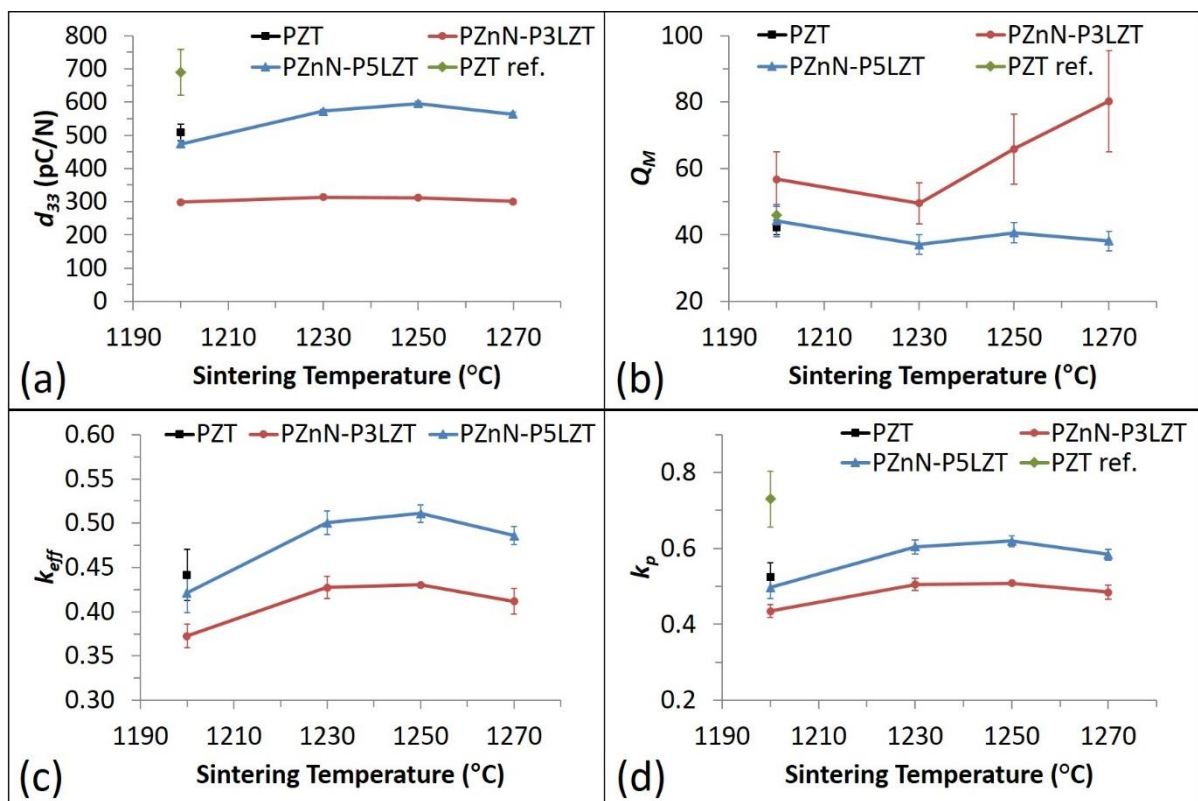 PZT PZnN-P3LZT
PZnN-P5LZT PZT ref.
800
700
600
500
400
300
200
100
0
d33 (pC/N)
1190 1210 1230 1250 1270
Sintering Temperature (°C)
(a)
PZT PZnN-P3LZT
PZnN-P5LZT PZT ref.
100
80
60
40
20
QM
1190 1210 1230 1250 1270
Sintering Temperature (°C)
(b)
PZT PZnN-P3LZT PZnN-P5LZT
0.60
0.55
0.50
0.45
0.40
0.35
0.30
keff
1190 1210 1230 1250 1270
Sintering Temperature (°C)
(c)
PZT PZnN-P3LZT
PZnN-P5LZT PZT ref.
0.8
0.6
0.4
0.2
kp
1190 1210 1230 1250 1270
Sintering Temperature (°C)
(d)